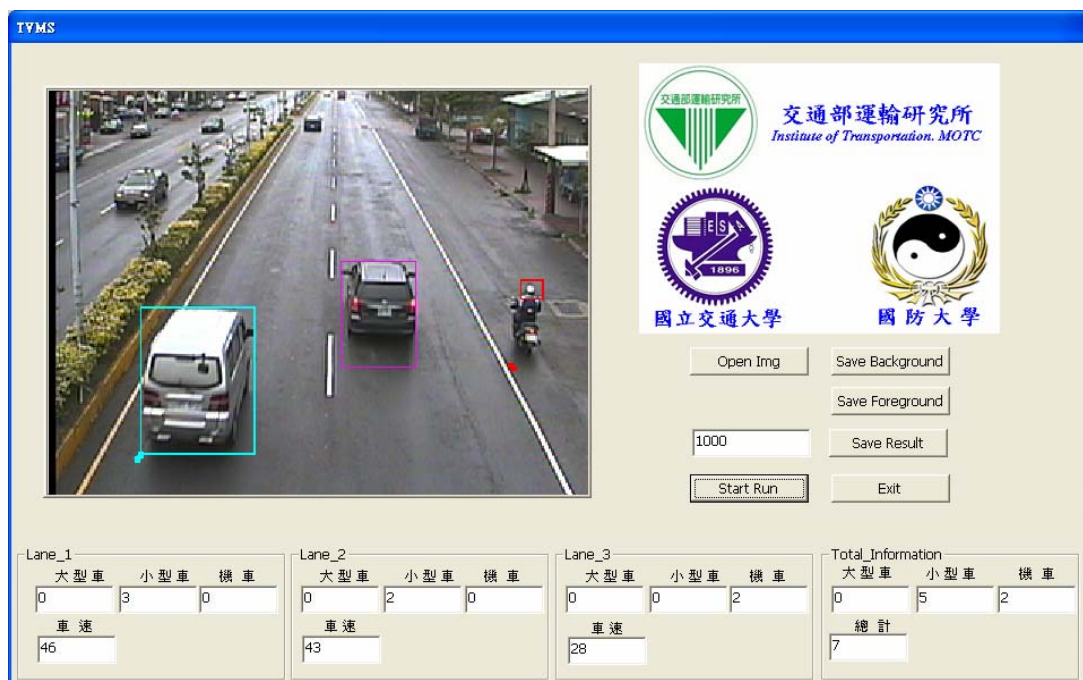 TVMS
交通部運輸研究所
交通部運輸研究所
Institute of Transportation. MOTC
E S A
1896
國立交通大學
國防大學
Open Img
Save Background
Save Foreground
1000
Save Result
Start Run
Exit
Lane_1
大型車 小型車 機車
0 3 0
車速
46
Lane_2
大型車 小型車 機車
0 2 0
車速
43
Lane_3
大型車 小型車 機車
0 0 2
車速
28
Total_Information
大型車 小型車 機車
0 5 2
總計
7